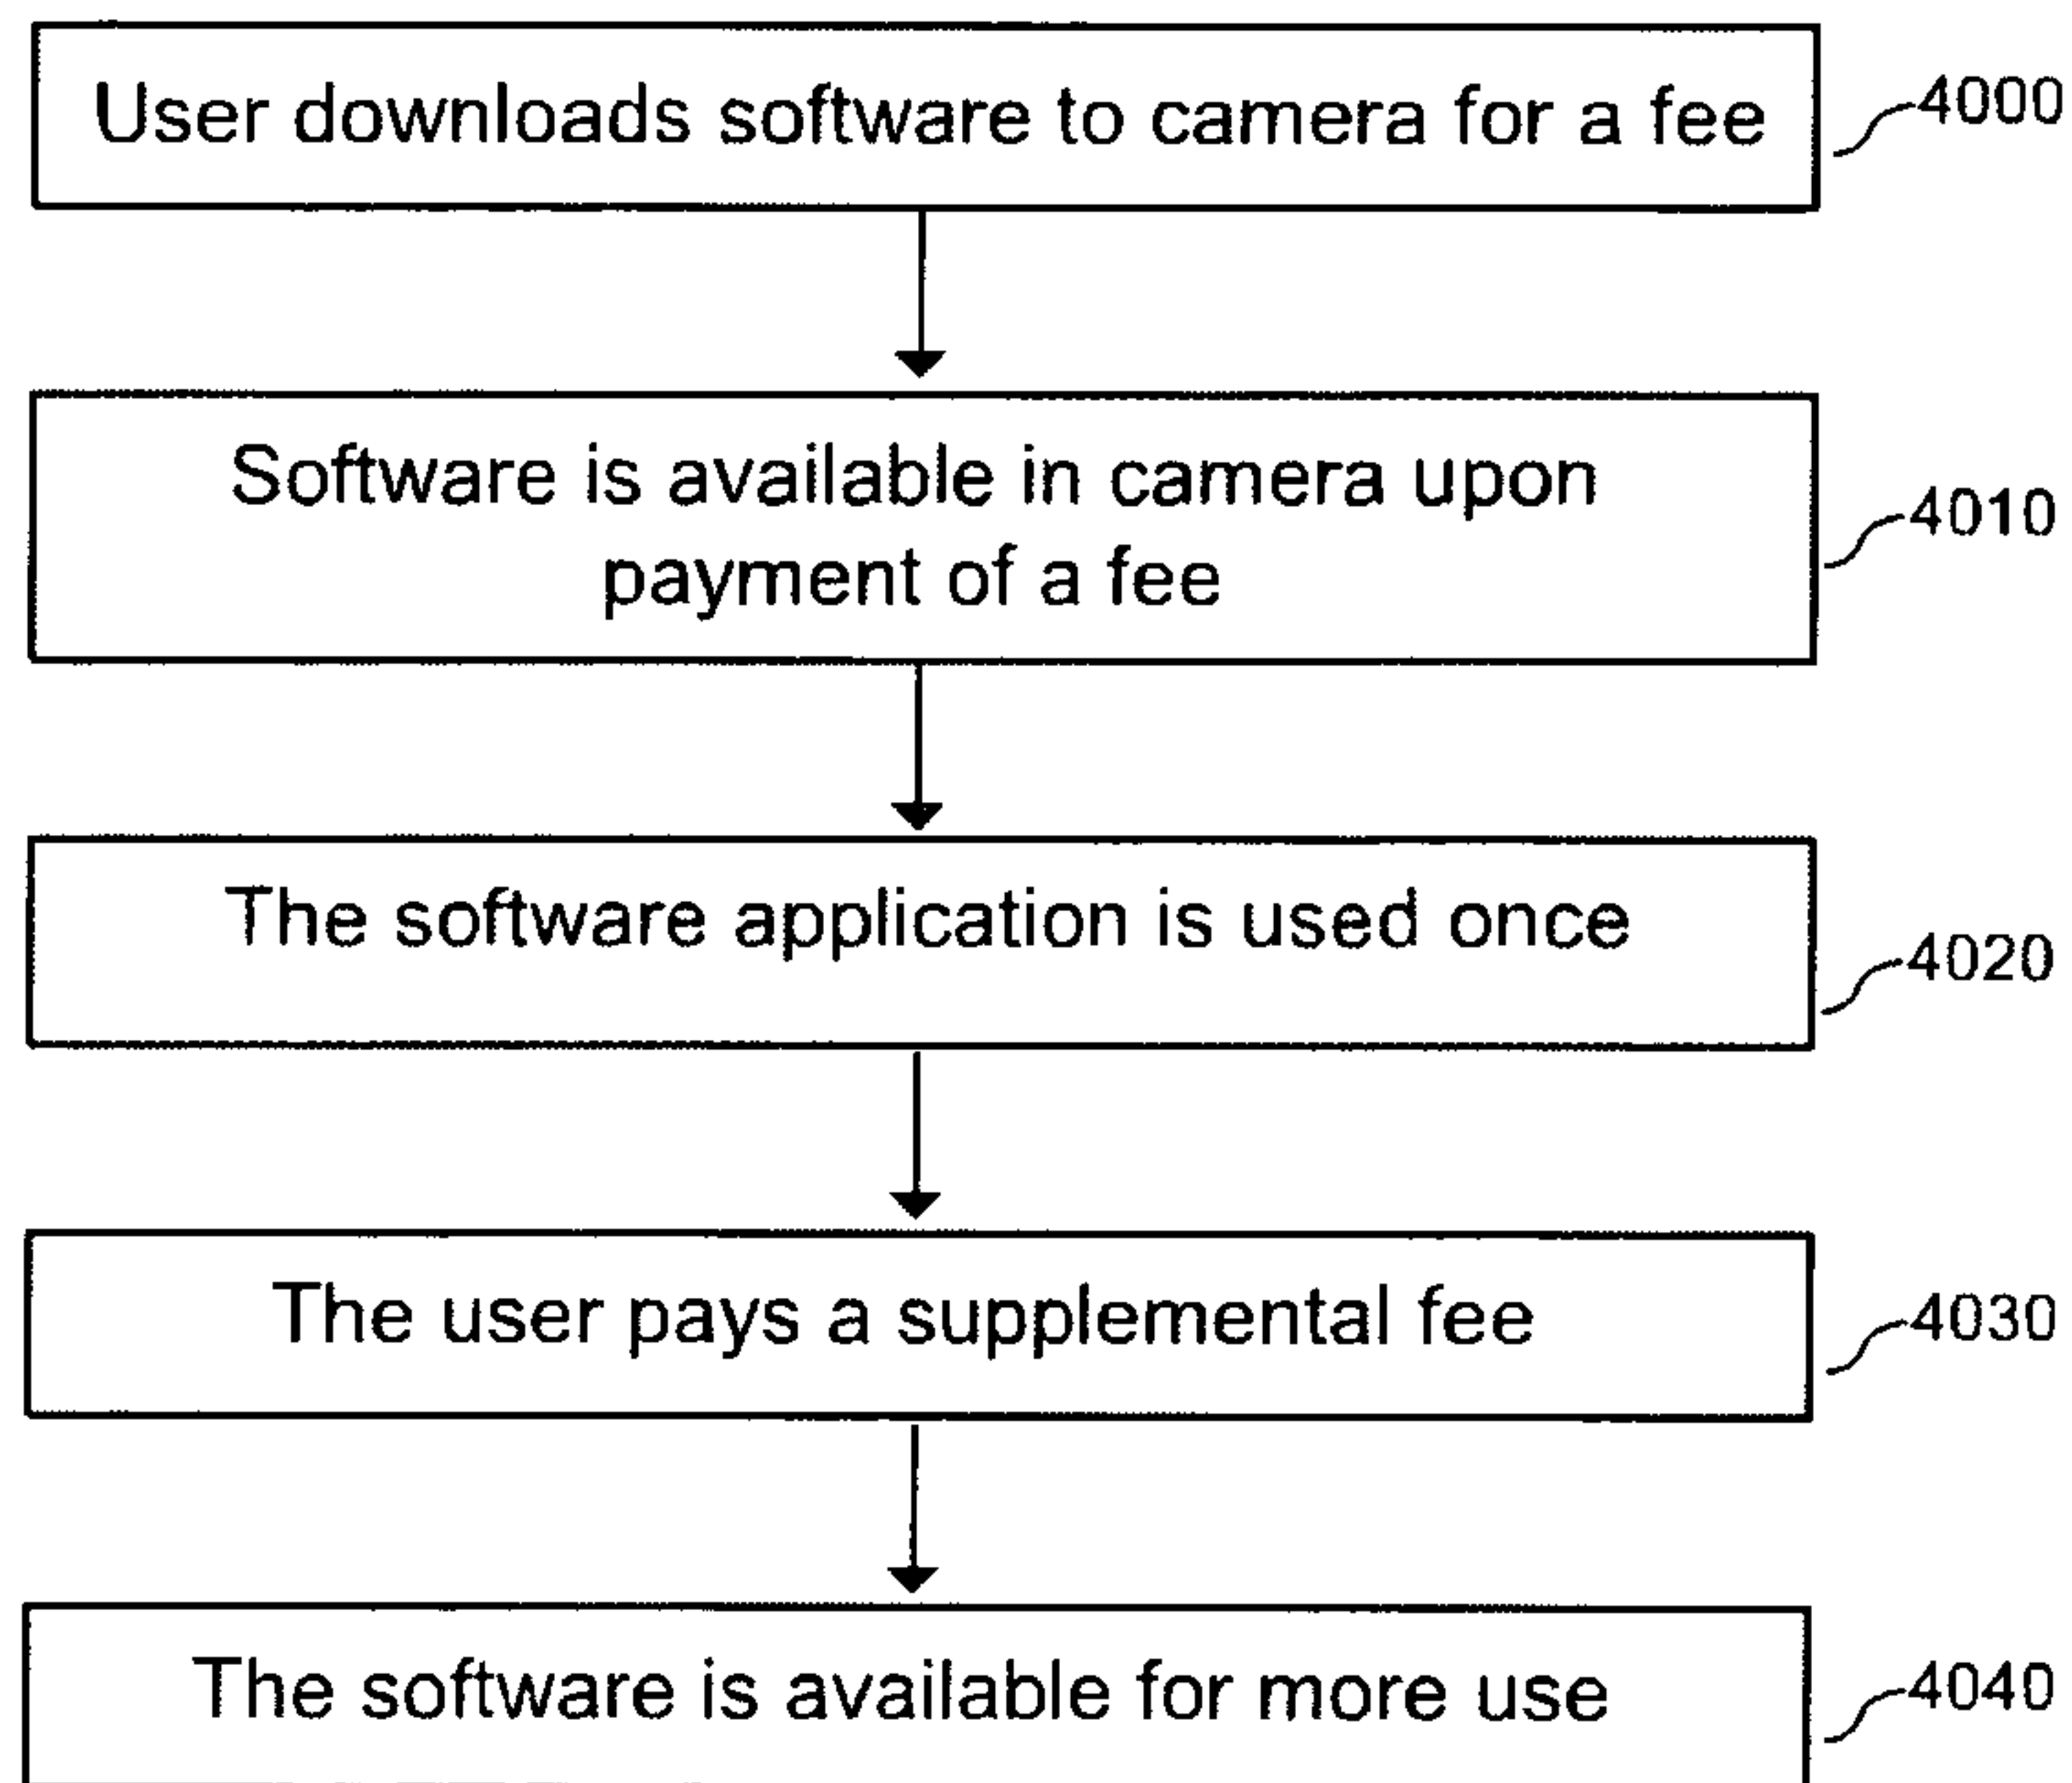 User downloads software to camera for a fee
4000
Software is available in camera upon
payment of a fee
4010
The software application is used once
4020
The user pays a supplemental fee
4030
The software is available for more use
4040